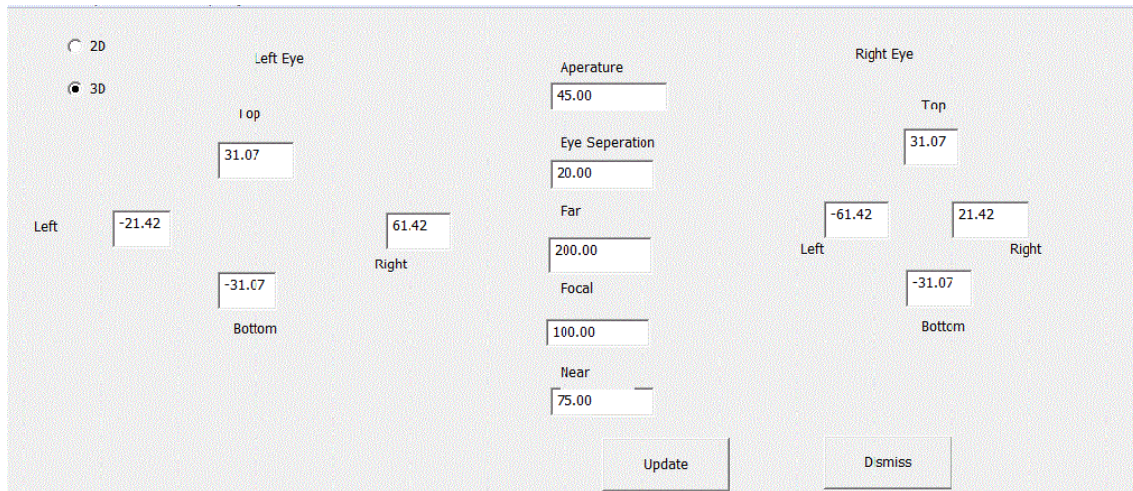 2D
3D
Left Eye
Top
31.07
Left
-21.42
61.42
Right
-31.07
Bottom
Aperature
45.00
Eye Seperation
20.00
Far
200.00
Focal
100.00
Near
75.00
Right Eye
Top
31.07
-61.42
21.42
Left
Right
-31.07
Bottom
Update
Dismiss